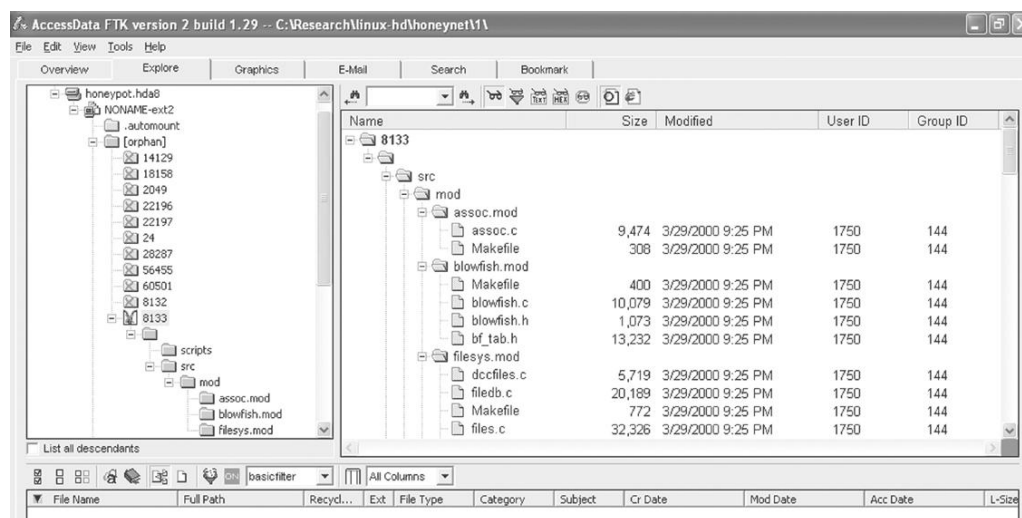 AccessData FTK version 2 build 1.29 -- C:\Research\linux-hd\honeynet\1\
File Edit View Tools Help
Overview Explore Graphics E-Mail Search Bookmark
honeypot.hda8
NONAME-ext2
.automount
[orphan]
14129
18158
2049
22196
22197
24
28287
56455
60501
8132
8133
scripts
src
mod
assoc.mod
blowfish.mod
filesys.mod
List all descendants
TEXT HEX
Name Size Modified User ID Group ID
8133
src
mod
assoc.mod
assoc.c 9,474 3/29/2000 9:25 PM 1750 144
Makefile 308 3/29/2000 9:25 PM 1750 144
blowfish.mod
Makefile 400 3/29/2000 9:25 PM 1750 144
blowfish.c 10,079 3/29/2000 9:25 PM 1750 144
blowfish.h 1,073 3/29/2000 9:25 PM 1750 144
bf_tab.h 13,232 3/29/2000 9:25 PM 1750 144
filesys.mod
dccfiles.c 5,719 3/29/2000 9:25 PM 1750 144
filedb.c 20,189 3/29/2000 9:25 PM 1750 144
Makefile 772 3/29/2000 9:25 PM 1750 144
files.c 32,326 3/29/2000 9:25 PM 1750 144
ON basicfilter All Columns
File Name Full Path Recycl... Ext File Type Category Subject Cr Date Mod Date Acc Date L-Size